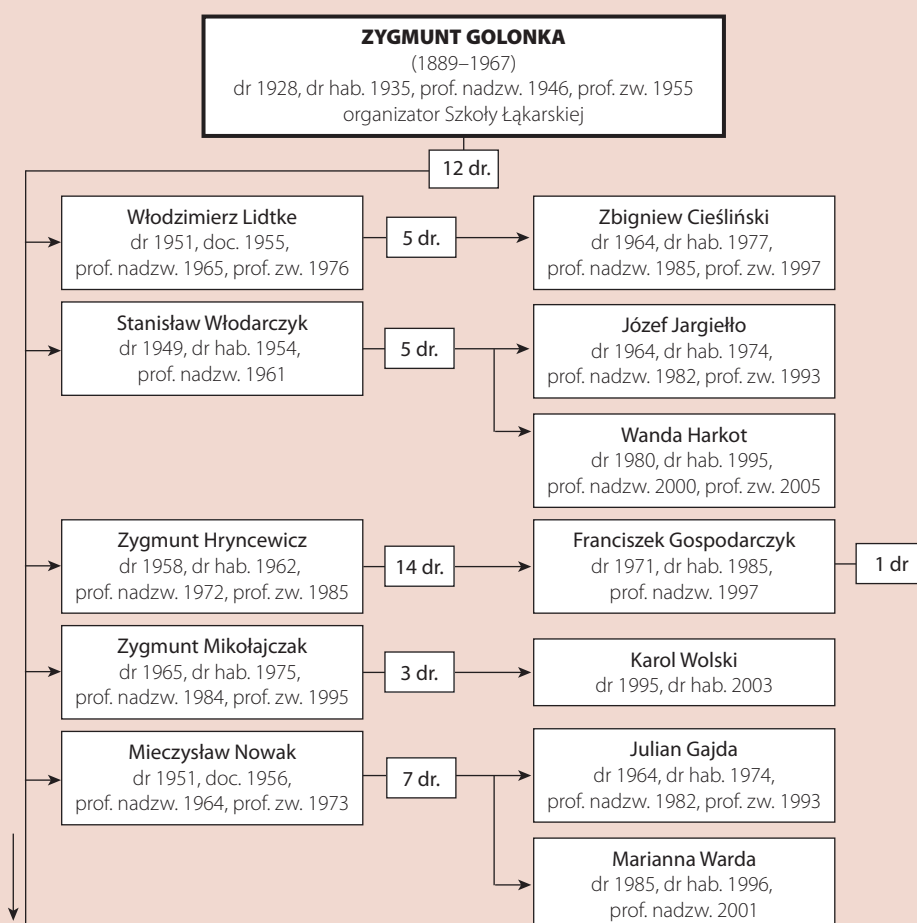 ZYGMUNT GOLONKA
(1889–1967)
dr 1928, dr hab. 1935, prof. nadzw. 1946, prof. zw. 1955
organizator Szkoły Łąkarskiej
12 dr.
Włodzimierz Lidtke
dr 1951, doc. 1955,
prof. nadzw. 1965, prof. zw. 1976
5 dr.
Zbigniew Cieśliński
dr 1964, dr hab. 1977,
prof. nadzw. 1985, prof. zw. 1997
Stanisław Włodarczyk
dr 1949, dr hab. 1954,
prof. nadzw. 1961
5 dr.
Józef Jargiełło
dr 1964, dr hab. 1974,
prof. nadzw. 1982, prof. zw. 1993
Wanda Harkot
dr 1980, dr hab. 1995,
prof. nadzw. 2000, prof. zw. 2005
Zygmunt Hryncewicz
dr 1958, dr hab. 1962,
prof. nadzw. 1972, prof. zw. 1985
14 dr.
Franciszek Gospodarczyk
dr 1971, dr hab. 1985,
prof. nadzw. 1997
1 dr
Zygmunt Mikołajczak
dr 1965, dr hab. 1975,
prof. nadzw. 1984, prof. zw. 1995
3 dr.
Karol Wolski
dr 1995, dr hab. 2003
Mieczysław Nowak
dr 1951, doc. 1956,
prof. nadzw. 1964, prof. zw. 1973
7 dr.
Julian Gajda
dr 1964, dr hab. 1974,
prof. nadzw. 1982, prof. zw. 1993
Marianna Warda
dr 1985, dr hab. 1996,
prof. nadzw. 2001